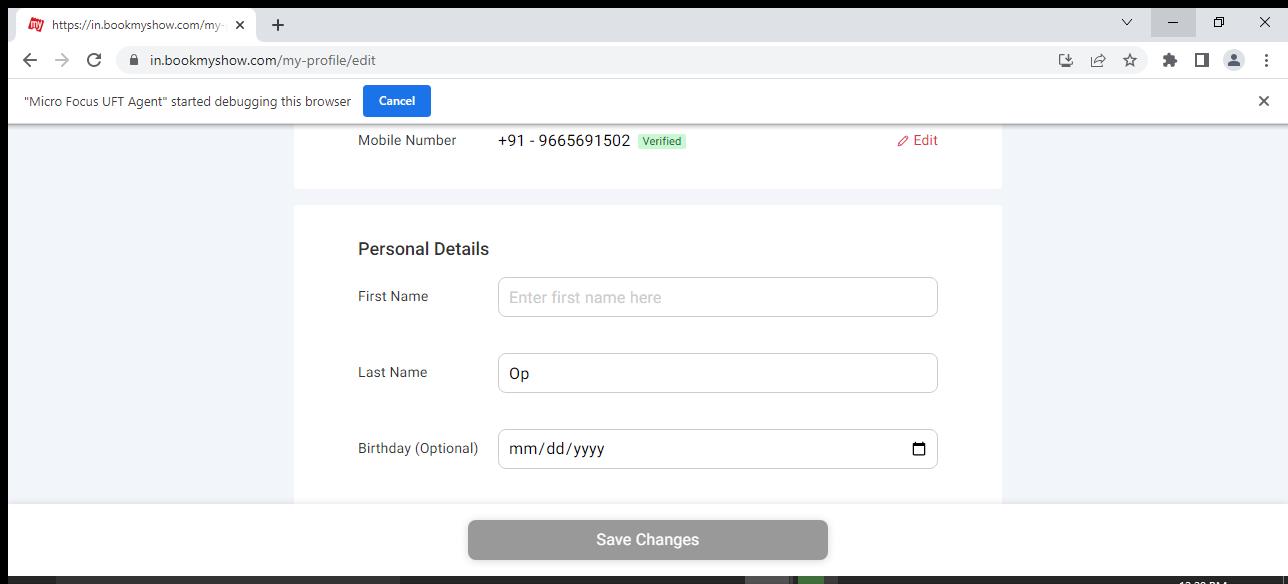 my https://in.bookmyshow.com/my-
in.bookmyshow.com/my-profile/edit
"Micro Focus UFT Agent" started debugging this browser Cancel
Mobile Number +91 - 9665691502 Verified Edit
Personal Details
First Name Enter first name here
Last Name Op
Birthday (Optional) mm/dd/yyyy
Save Changes